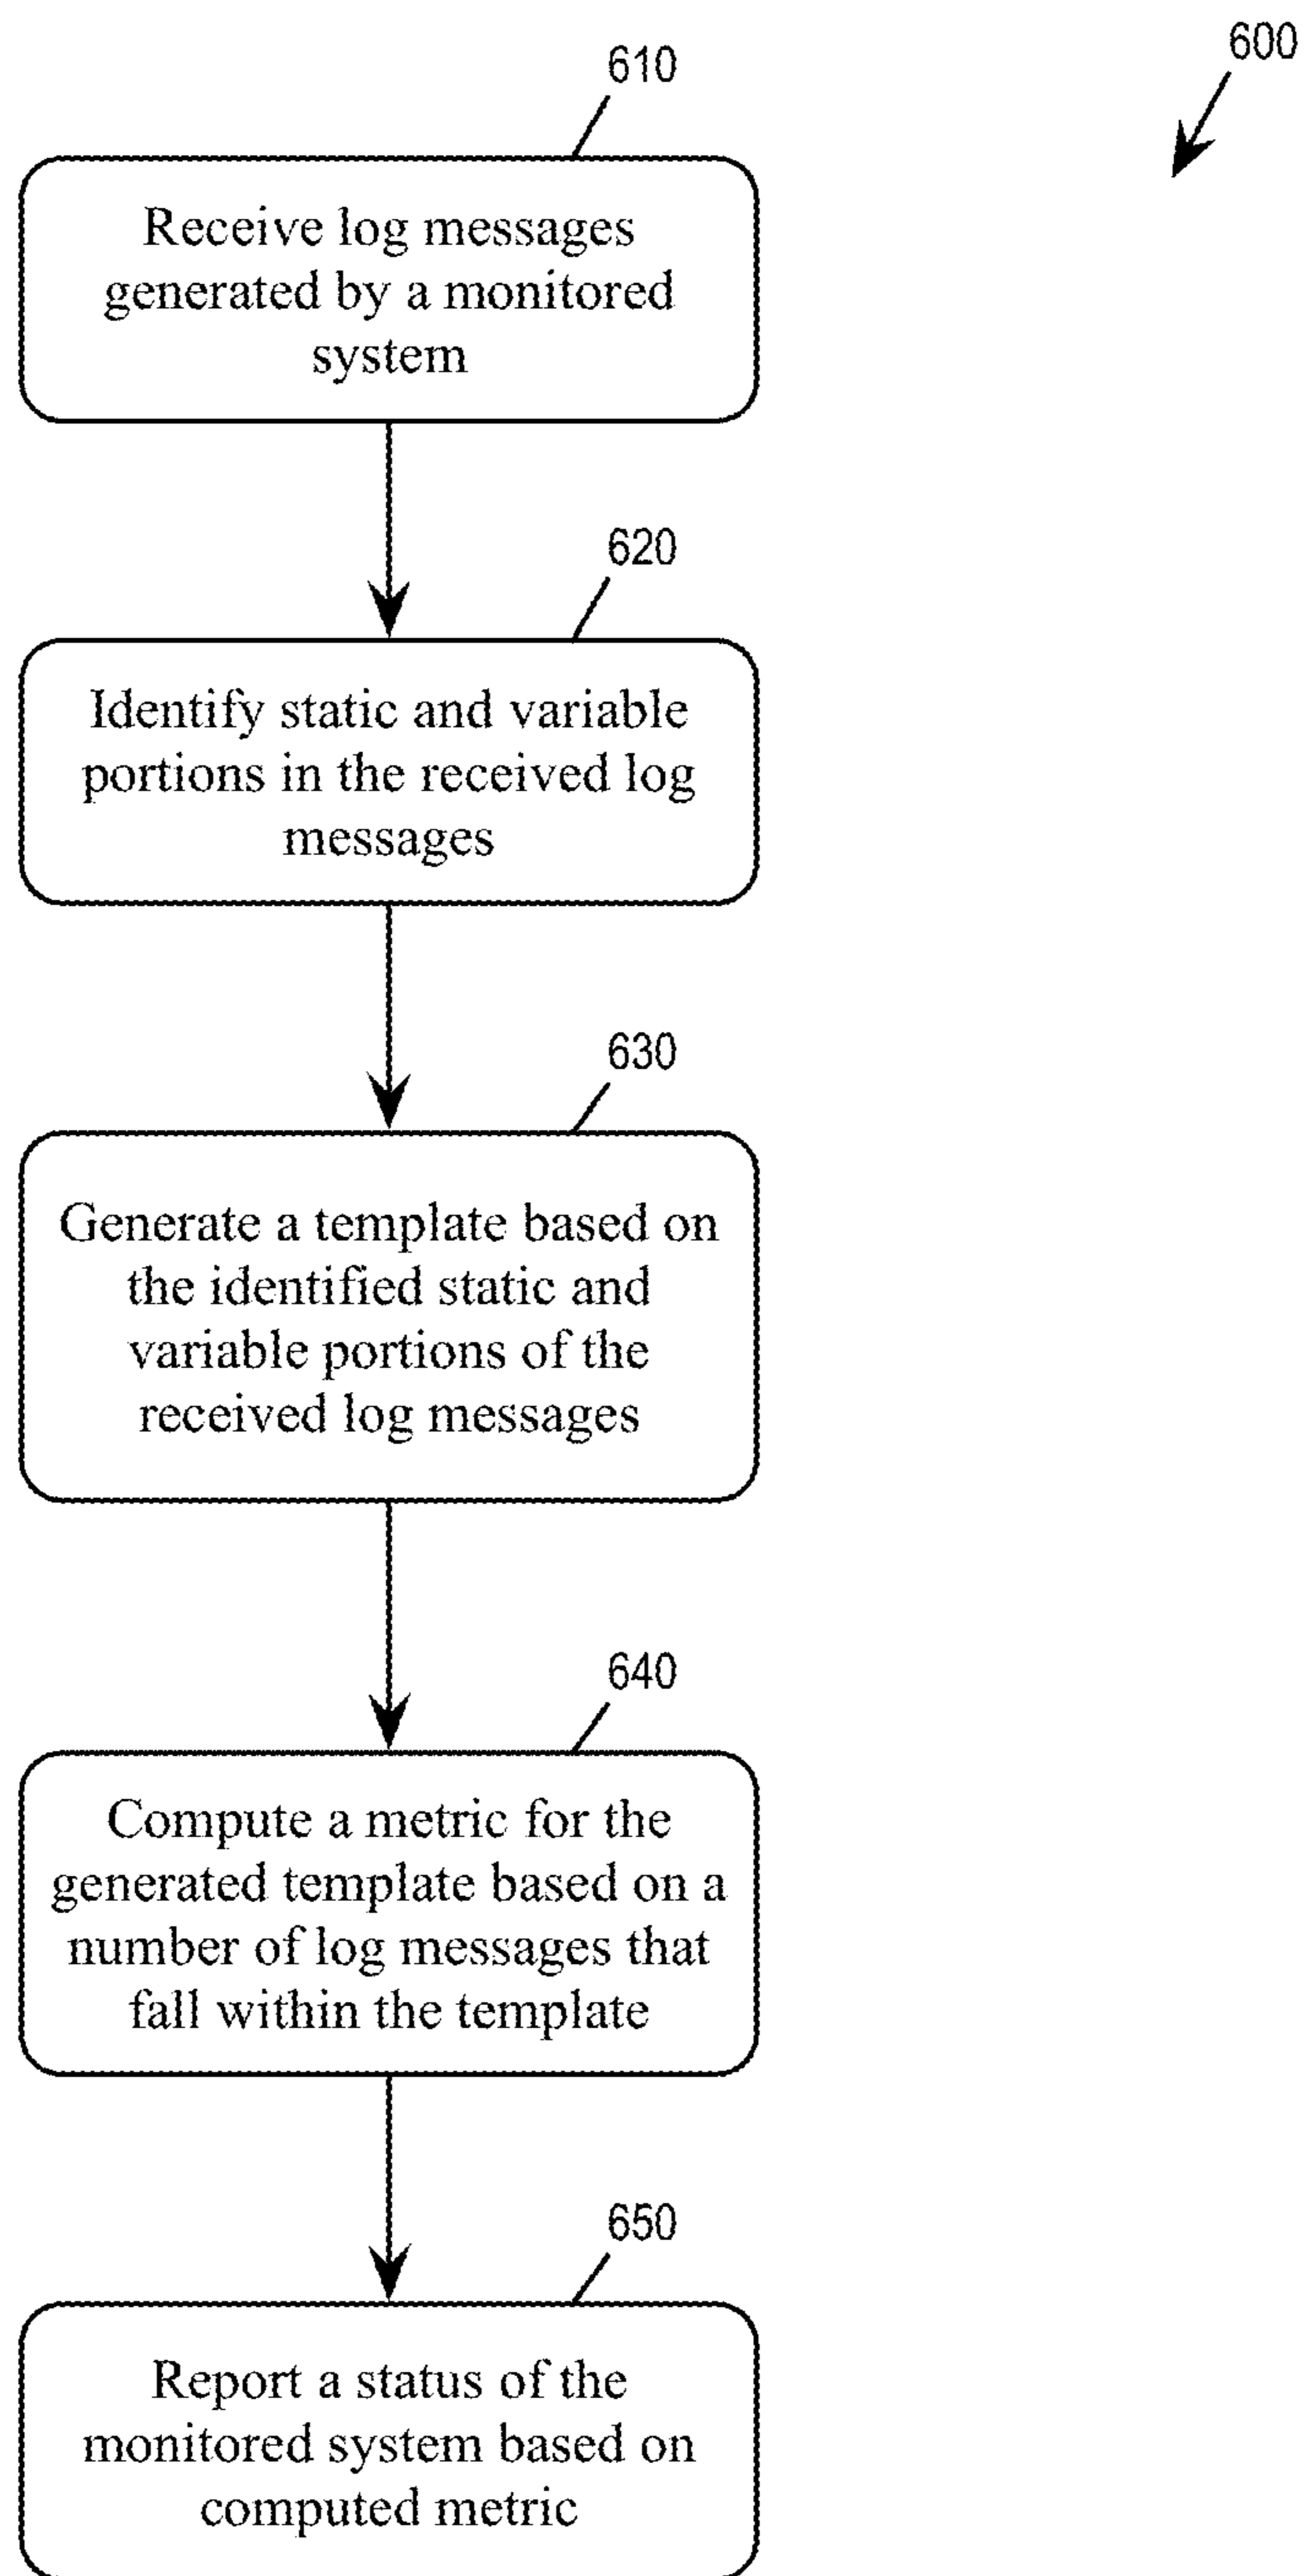 600
610
Receive log messages
generated by a monitored
system
620
Identify static and variable
portions in the received log
messages
630
Generate a template based on
the identified static and
variable portions of the
received log messages
640
Compute a metric for the
generated template based on a
number of log messages that
fall within the template
650
Report a status of the
monitored system based on
computed metric